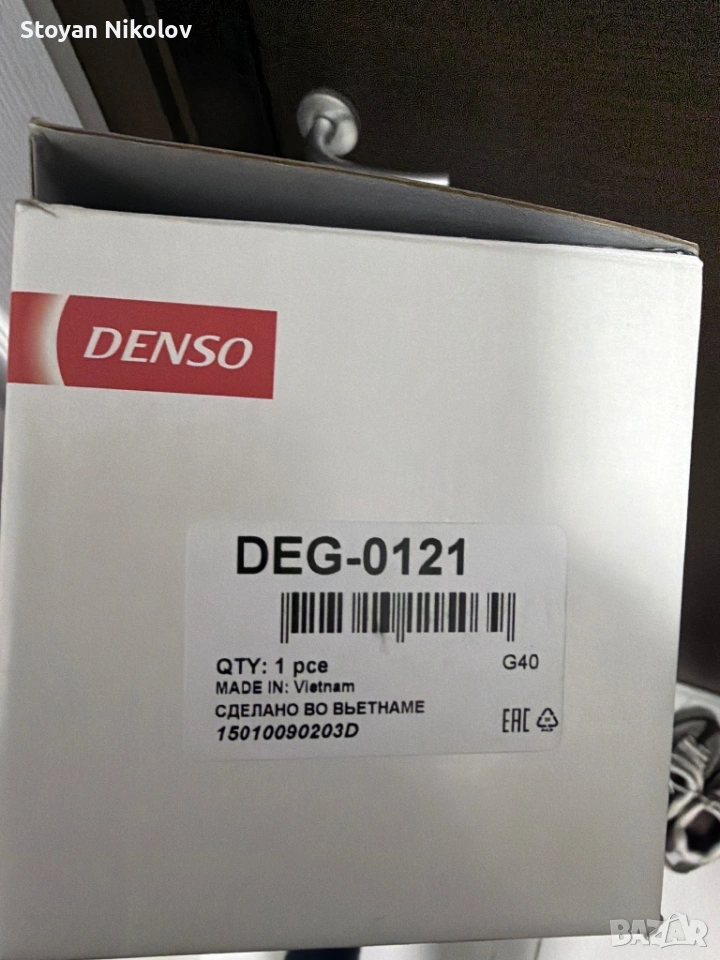 Stoyan Nikolov
DENSO
DEG-0121
QTY: 1 pce
G40
MADE IN: Vietnam
СДЕЛАНО ВО ВЬЕТНАМЕ
15010090203D
EAC
BAZAR